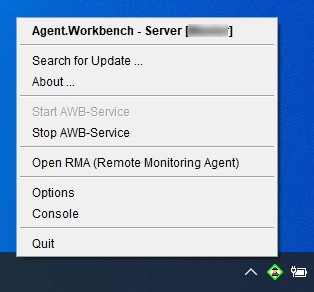 Agent.Workbench - Server [ ]
Search for Update ...
About ...
Start AWB-Service
Stop AWB-Service
Open RMA (Remote Monitoring Agent)
Options
Console
Quit